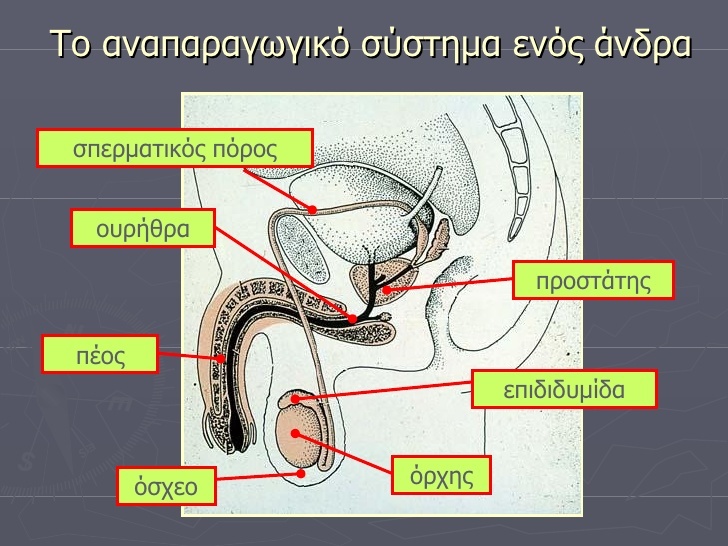 Το αναπαραγωγικό σύστημα ενός άνδρα
σπερματικός πόρος
ουρήθρα
προστάτης
πέος
επιδιδυμίδα
όρχης
όσχεο